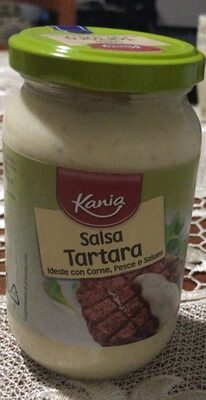 Kania
Salsa
Tartara
Ideale con Carne, Pesce e Salumi